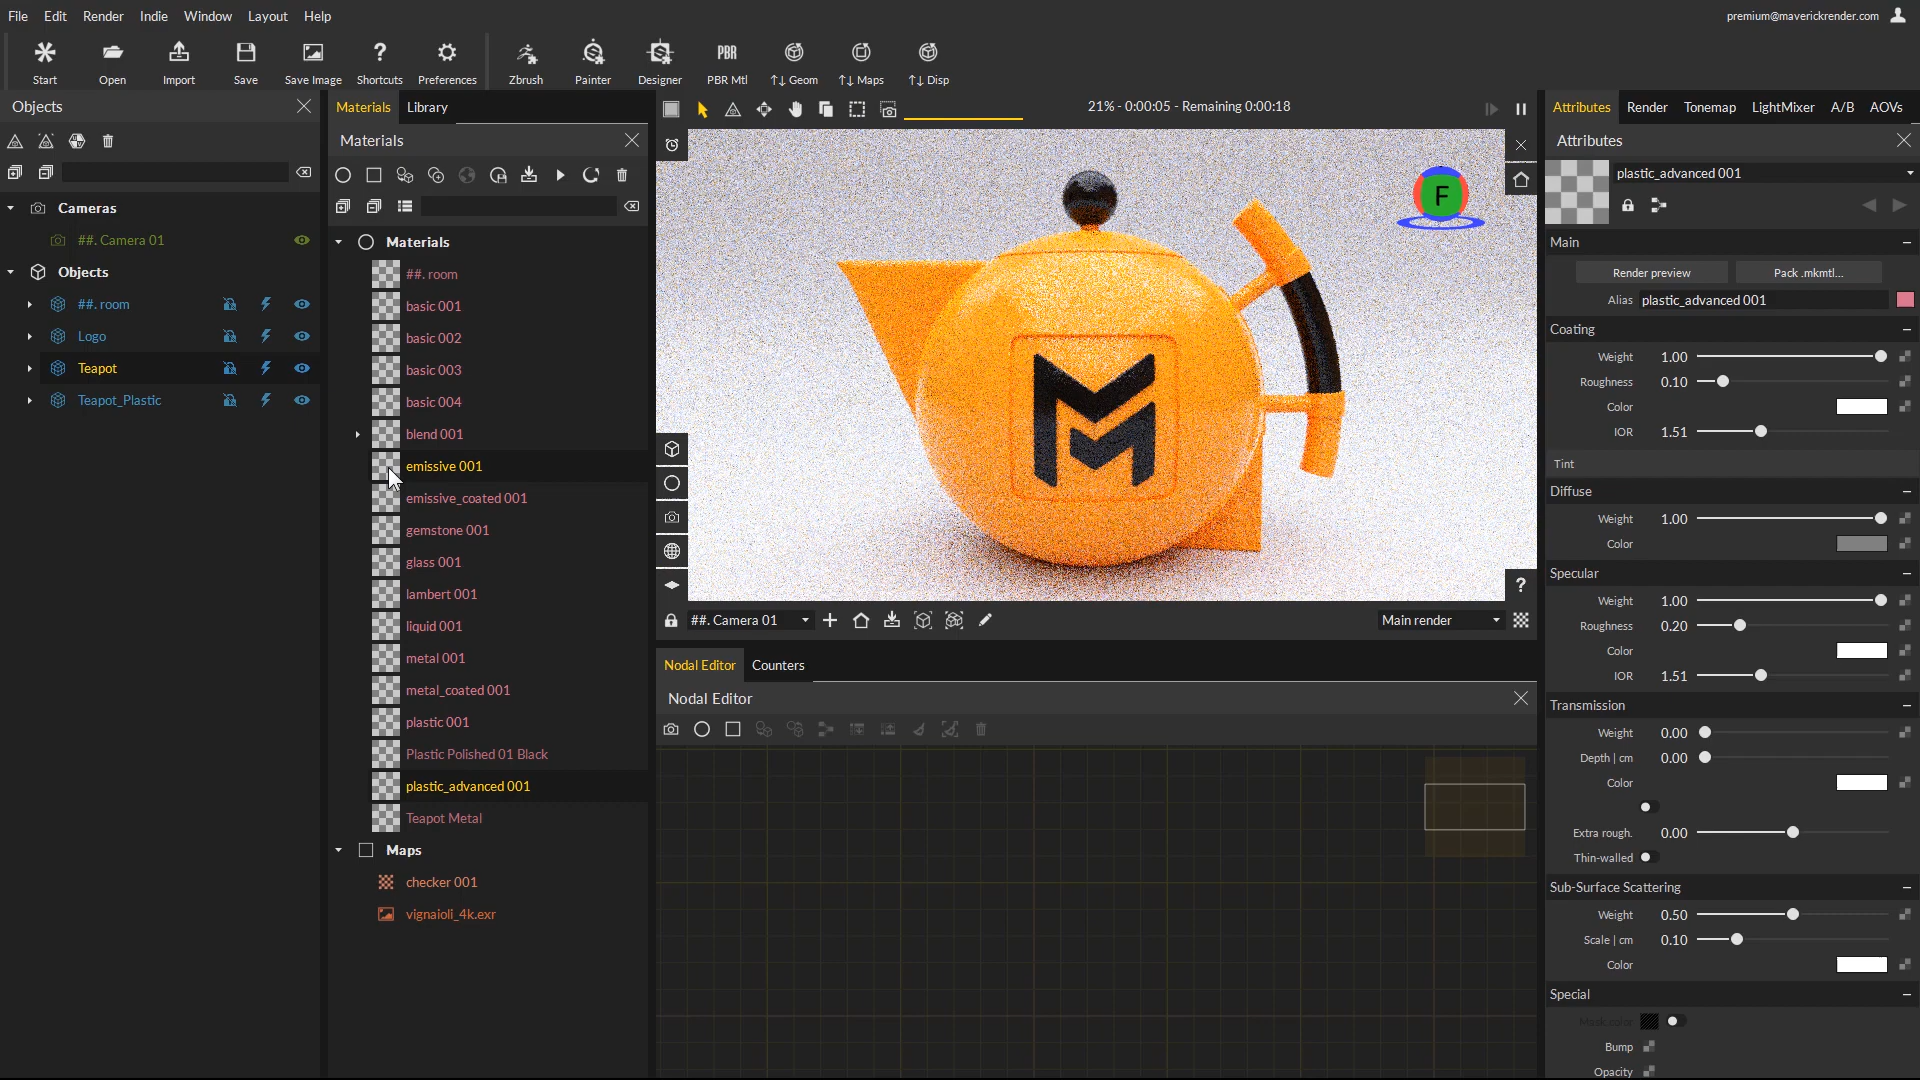 File Edit Render Indie Window Layout Help
premium@maverickrender.com
Start Open Import Save Save Image Shortcuts Preferences Zbrush Painter Designer PBR Mtl ↑↓ Geom ↑↓ Maps ↑↓ Disp
PBR
Objects
Cameras
##. Camera 01
Objects
##. room
Logo
Teapot
Teapot_Plastic
Materials Library
Materials
Materials
##. room
basic 001
basic 002
basic 003
basic 004
blend 001
emissive 001
emissive_coated 001
gemstone 001
glass 001
lambert 001
liquid 001
metal 001
metal_coated 001
plastic 001
Plastic Polished 01 Black
plastic_advanced 001
Teapot Metal
Maps
checker 001
vignaioli_4k.exr
21% - 0:00:05 - Remaining 0:00:18
F
##. Camera 01
Main render
Nodal Editor Counters
Nodal Editor
Attributes Render Tonemap LightMixer A/B AOVs
Attributes
plastic_advanced 001
Main
Render preview Pack .mkmtl...
Alias plastic_advanced 001
Coating
Weight 1.00
Roughness 0.10
Color
IOR 1.51
Tint
Diffuse
Weight 1.00
Color
Specular
Weight 1.00
Roughness 0.20
Color
IOR 1.51
Transmission
Weight 0.00
Depth | cm 0.00
Color
Extra rough. 0.00
Thin-walled
Sub-Surface Scattering
Weight 0.50
Scale | cm 0.10
Color
Special
Mask color
Bump
Opacity